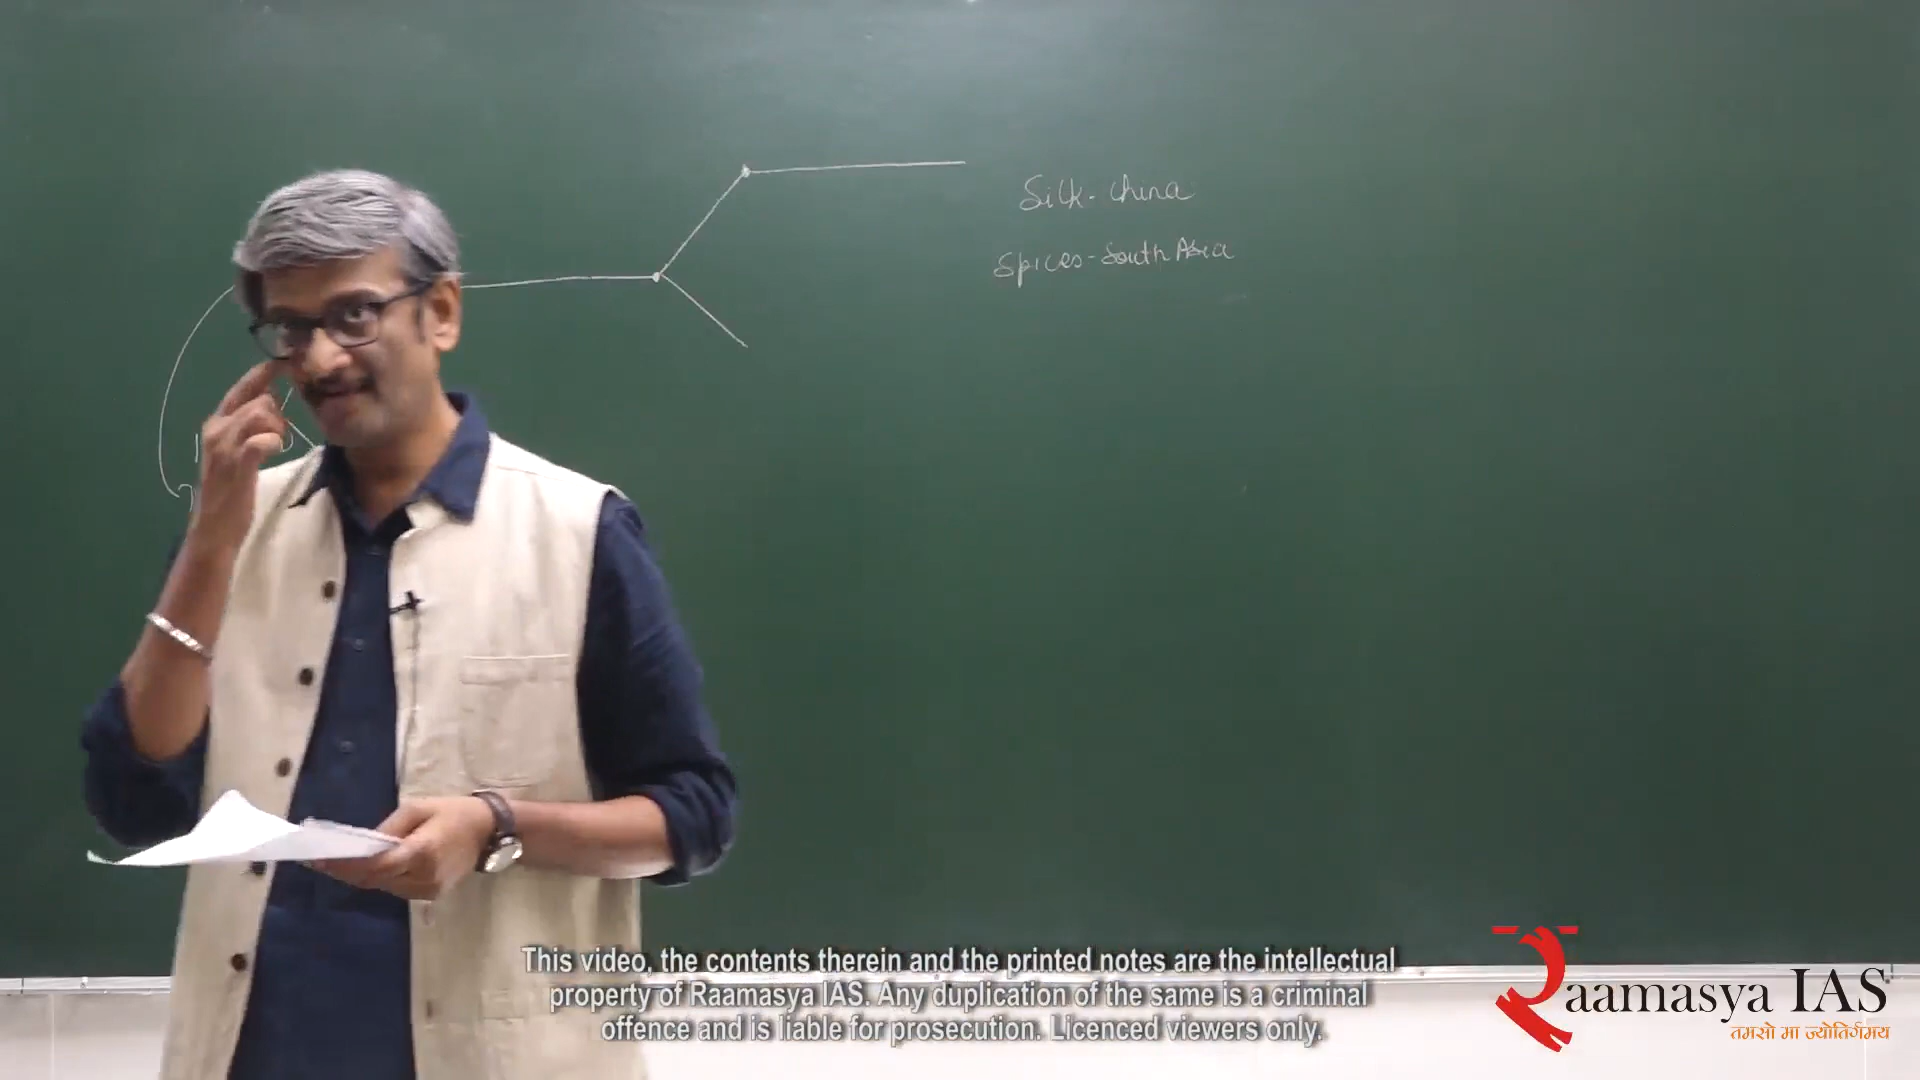 Silk - China
Spices - South Asia
This video, the contents therein and the printed notes are the intellectual
property of Raamasya IAS. Any duplication of the same is a criminal
offence and is liable for prosecution. Licenced viewers only.
Raamasya IAS
तमसो मा ज्योतिर्गमय